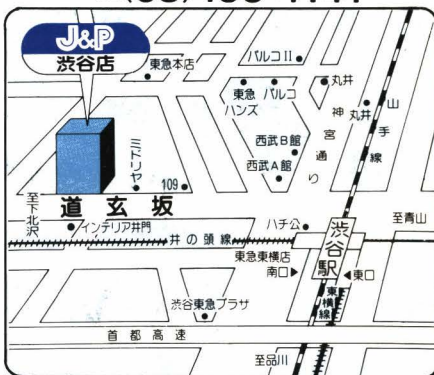 J&P
渋谷店
東急本店
パルコII
丸井
東急ハンズ
パルコ
神宮通り
丸井
山手線
西武B館
西武A館
ミドリヤ
109
至下北沢
道玄坂
インテリア井門
井の頭線
ハチ公
渋谷駅
至青山
東急東横店
南口
東口
東横線
渋谷東急プラザ
首都高速
至品川